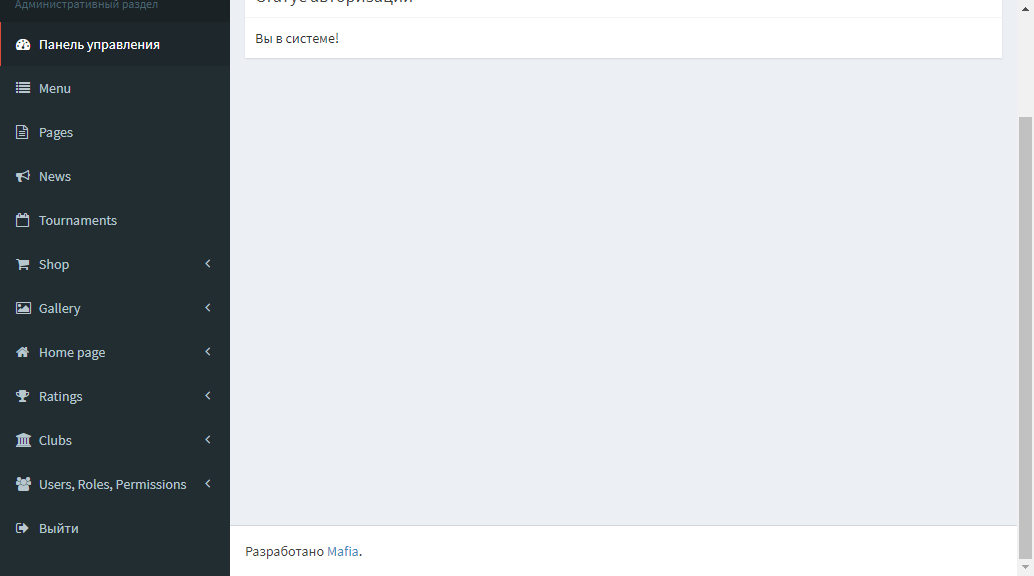 Административный раздел
Панель управления
Menu
Pages
News
Tournaments
Shop
Gallery
Home page
Ratings
Clubs
Users, Roles, Permissions
Выйти
Статус авторизации
Вы в системе!
Разработано Mafia.